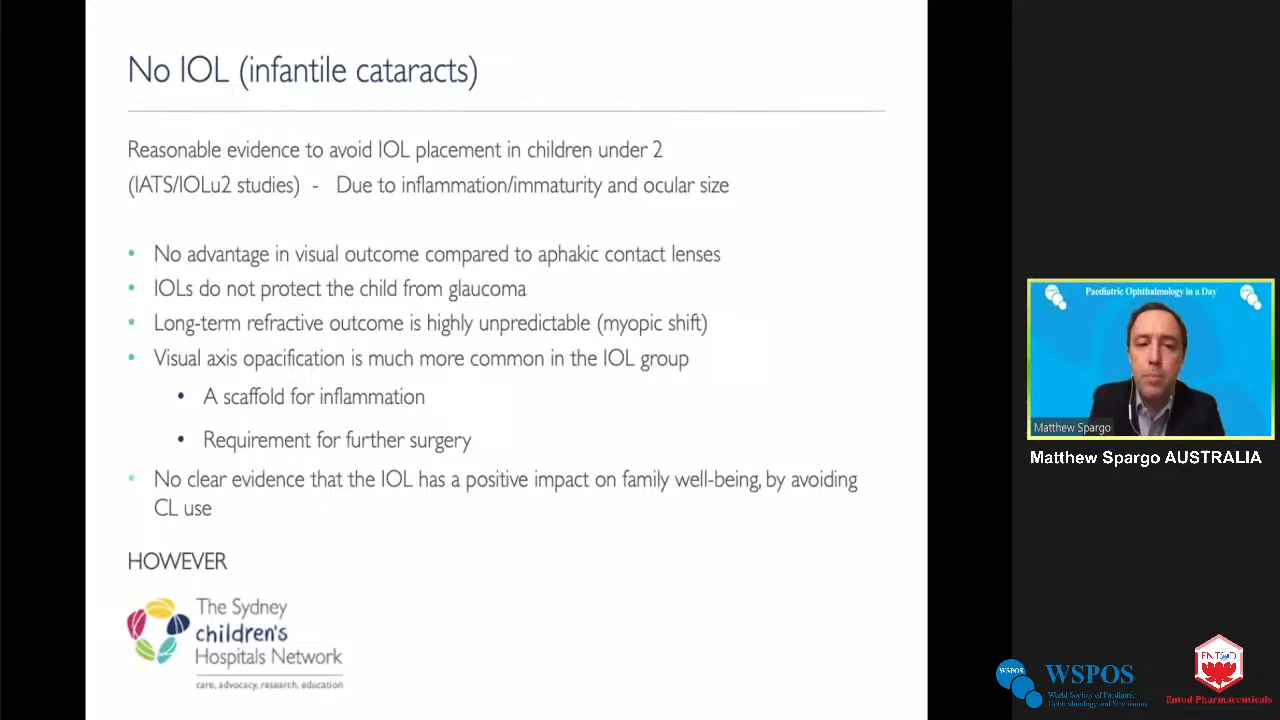 No IOL (infantile cataracts)
Reasonable evidence to avoid IOL placement in children under 2
(IATS/IOLu2 studies) - Due to inflammation/immaturity and ocular size
• No advantage in visual outcome compared to aphakic contact lenses
• IOLs do not protect the child from glaucoma
• Long-term refractive outcome is highly unpredictable (myopic shift)
• Visual axis opacification is much more common in the IOL group
• A scaffold for inflammation
• Requirement for further surgery
• No clear evidence that the IOL has a positive impact on family well-being, by avoiding
CL use
HOWEVER
The Sydney
children's
Hospitals Network
care, advocacy, research, education
Paediatric Ophthalmology in a Day
Matthew Spargo
Matthew Spargo AUSTRALIA
WSPOS
WSPOS
World Society of Paediatric
Ophthalmology and Strabismus
ENTOD
Entod Pharmaceuticals